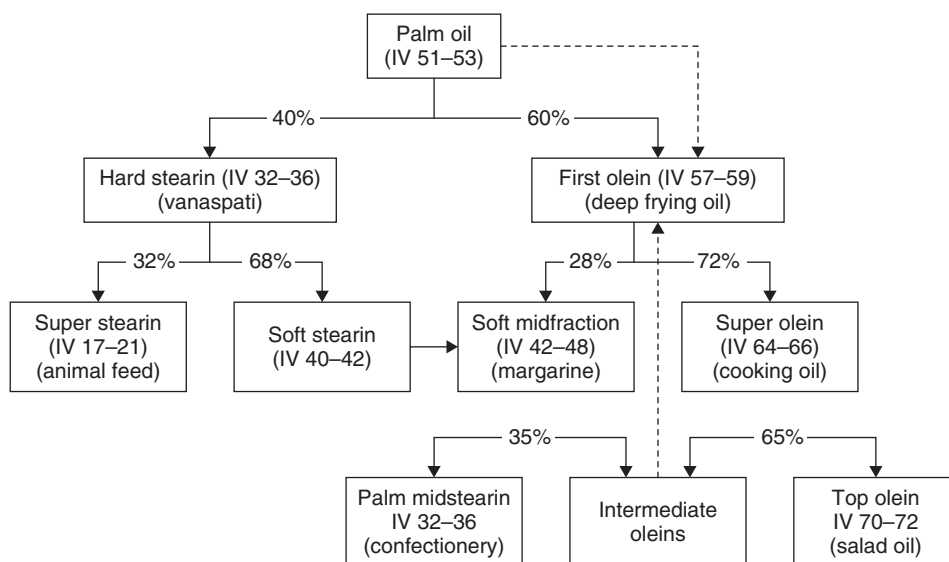 Palm oil
(IV 51–53)
40%
60%
Hard stearin (IV 32–36)
(vanaspati)
First olein (IV 57–59)
(deep frying oil)
32%
68%
28%
72%
Super stearin
(IV 17–21)
(animal feed)
Soft stearin
(IV 40–42)
Soft midfraction
(IV 42–48)
(margarine)
Super olein
(IV 64–66)
(cooking oil)
35%
65%
Palm midstearin
IV 32–36
(confectionery)
Intermediate
oleins
Top olein
IV 70–72
(salad oil)